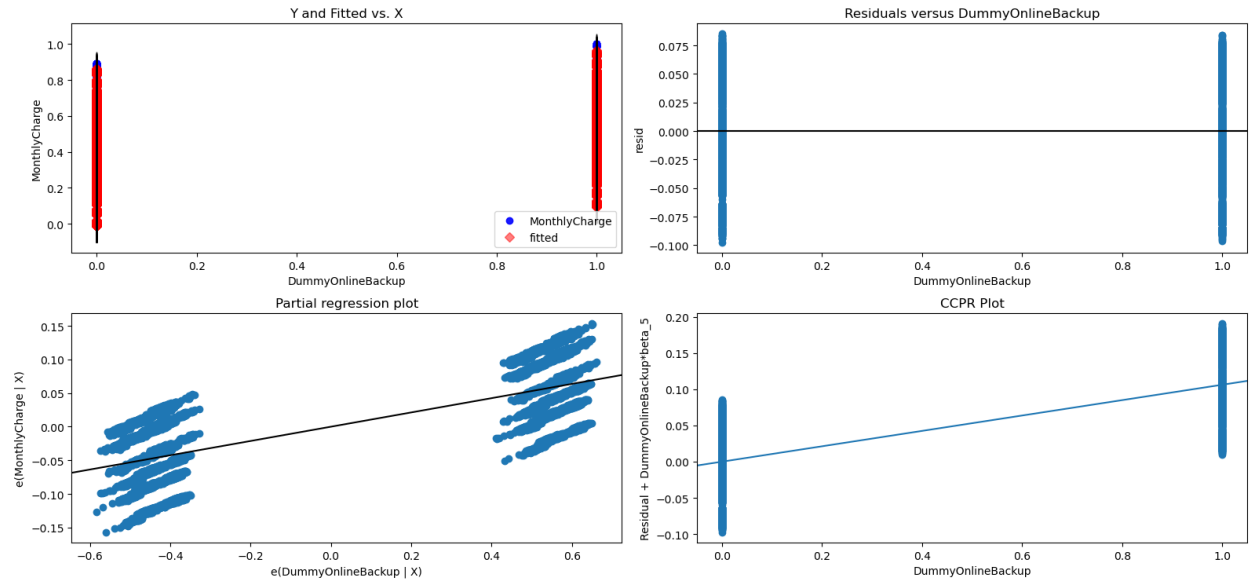 Y and Fitted vs. X
MonthlyCharge
1.0
0.8
0.6
0.4
0.2
0.0
0.0 0.2 0.4 0.6 0.8 1.0
DummyOnlineBackup
MonthlyCharge
fitted
Residuals versus DummyOnlineBackup
resid
0.075
0.050
0.025
0.000
−0.025
−0.050
−0.075
−0.100
0.0 0.2 0.4 0.6 0.8 1.0
DummyOnlineBackup
Partial regression plot
e(MonthlyCharge | X)
0.15
0.10
0.05
0.00
−0.05
−0.10
−0.15
−0.6 −0.4 −0.2 0.0 0.2 0.4 0.6
e(DummyOnlineBackup | X)
CCPR Plot
Residual + DummyOnlineBackup*beta_5
0.20
0.15
0.10
0.05
0.00
−0.05
−0.10
0.0 0.2 0.4 0.6 0.8 1.0
DummyOnlineBackup